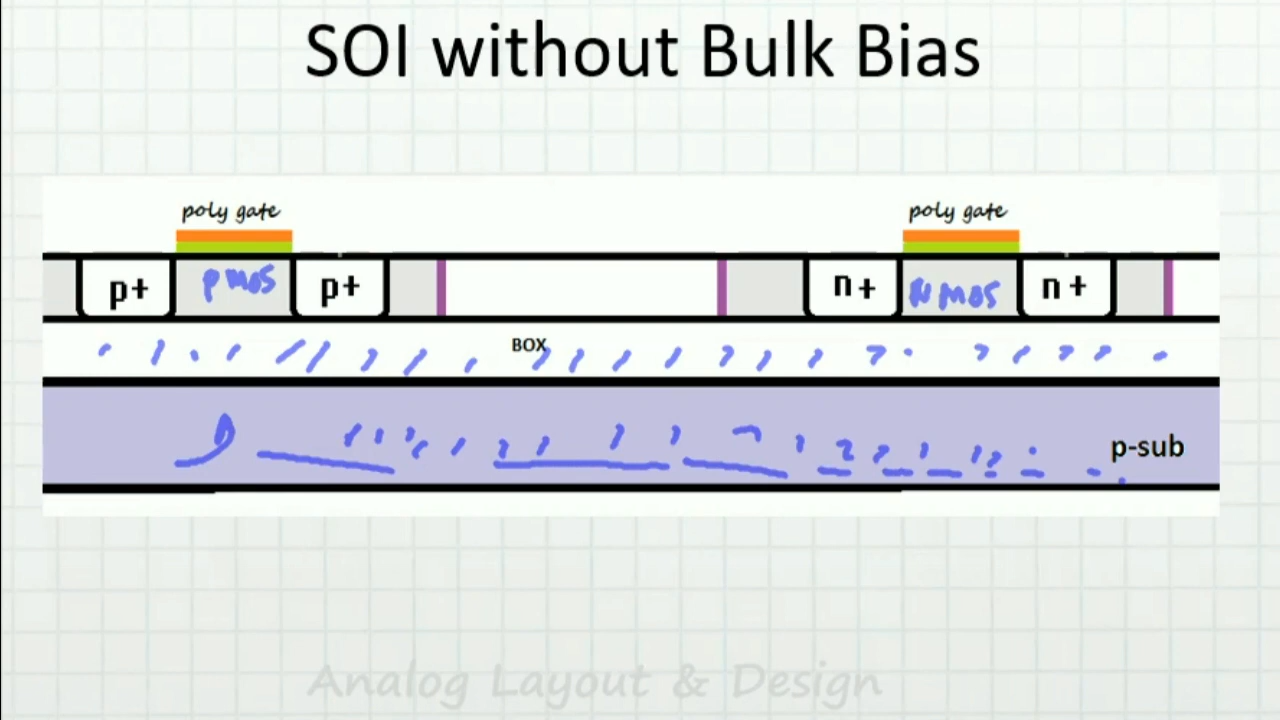 SOI without Bulk Bias
poly gate poly gate
p+ pMOS p+ n+ NMOS n+
BOX
p-sub
Analog Layout & Design